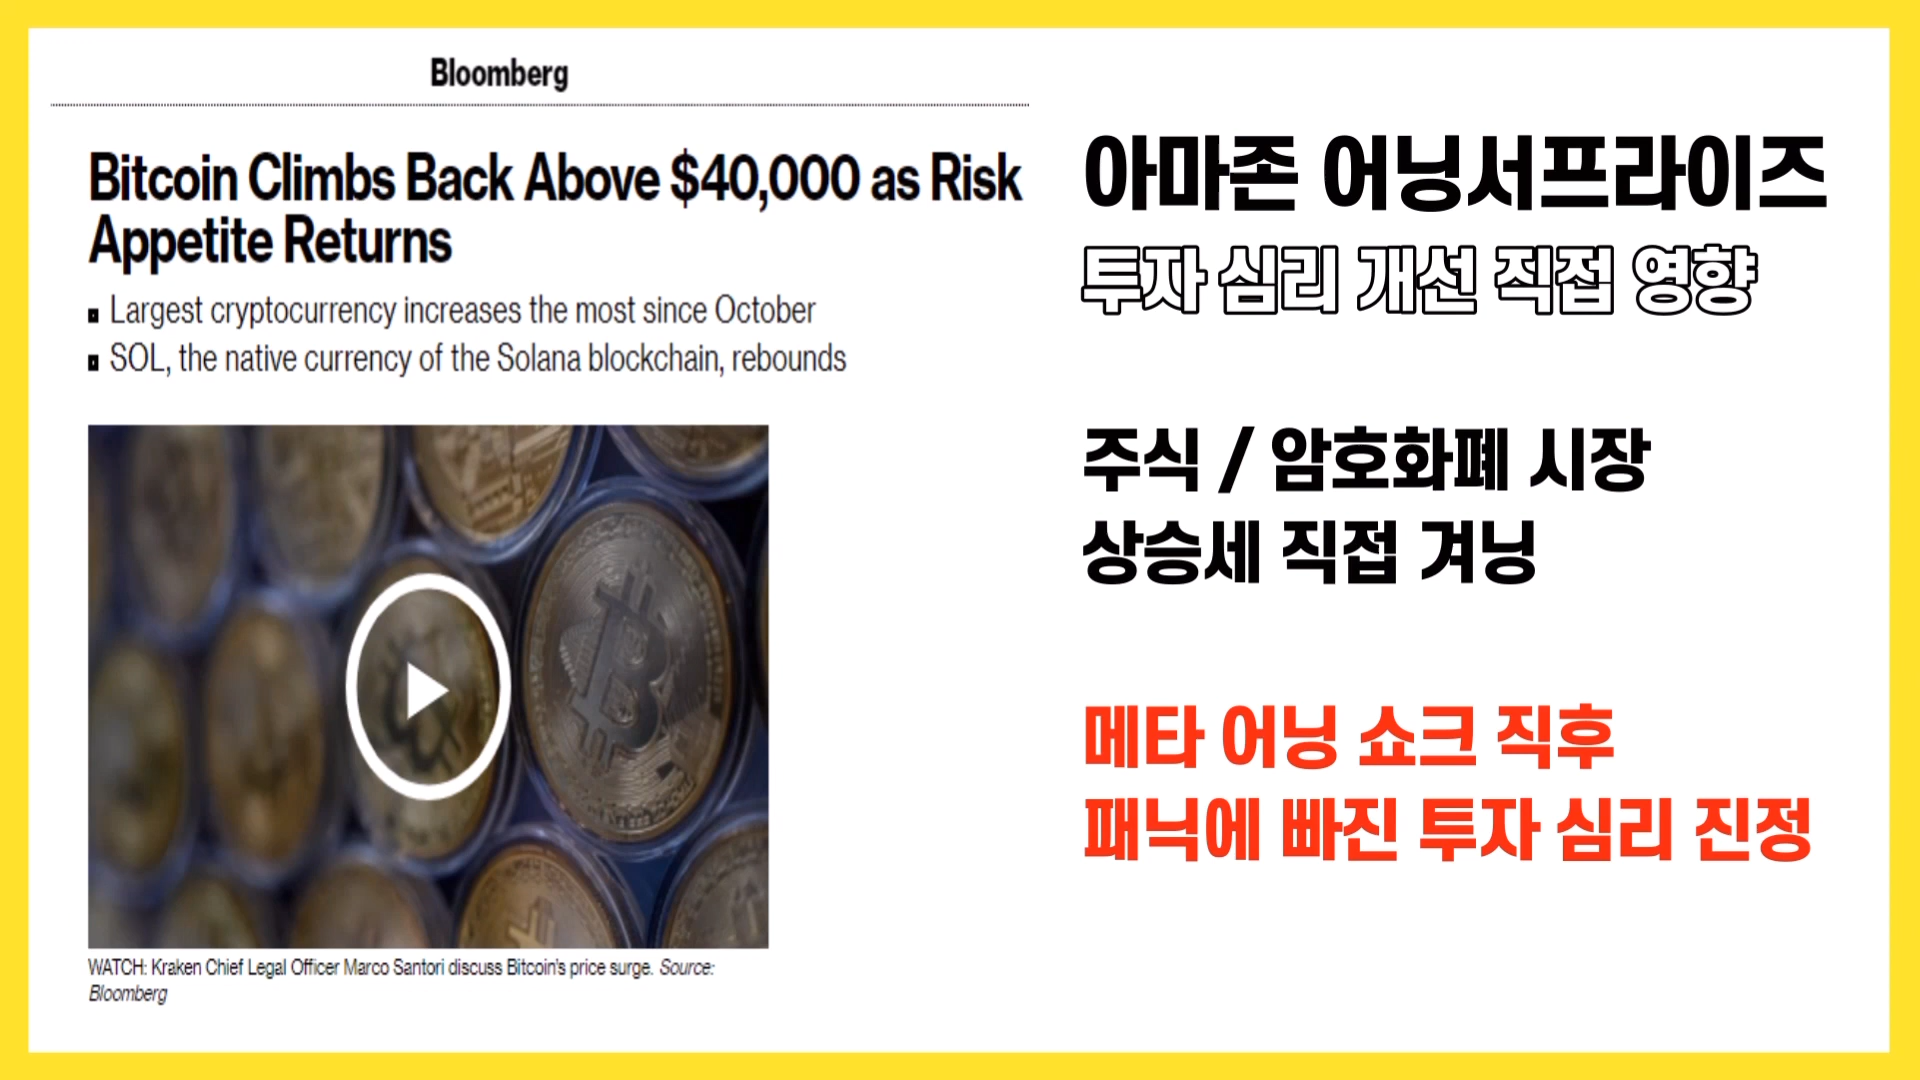 Bloomberg
Bitcoin Climbs Back Above $40,000 as Risk
Appetite Returns
Largest cryptocurrency increases the most since October
SOL, the native currency of the Solana blockchain, rebounds
WATCH: Kraken Chief Legal Officer Marco Santori discuss Bitcoin's price surge. Source:
Bloomberg
아마존 어닝서프라이즈
투자 심리 개선 직접 영향
주식 / 암호화폐 시장
상승세 직접 겨닝
메타 어닝 쇼크 직후
패닉에 빠진 투자 심리 진정